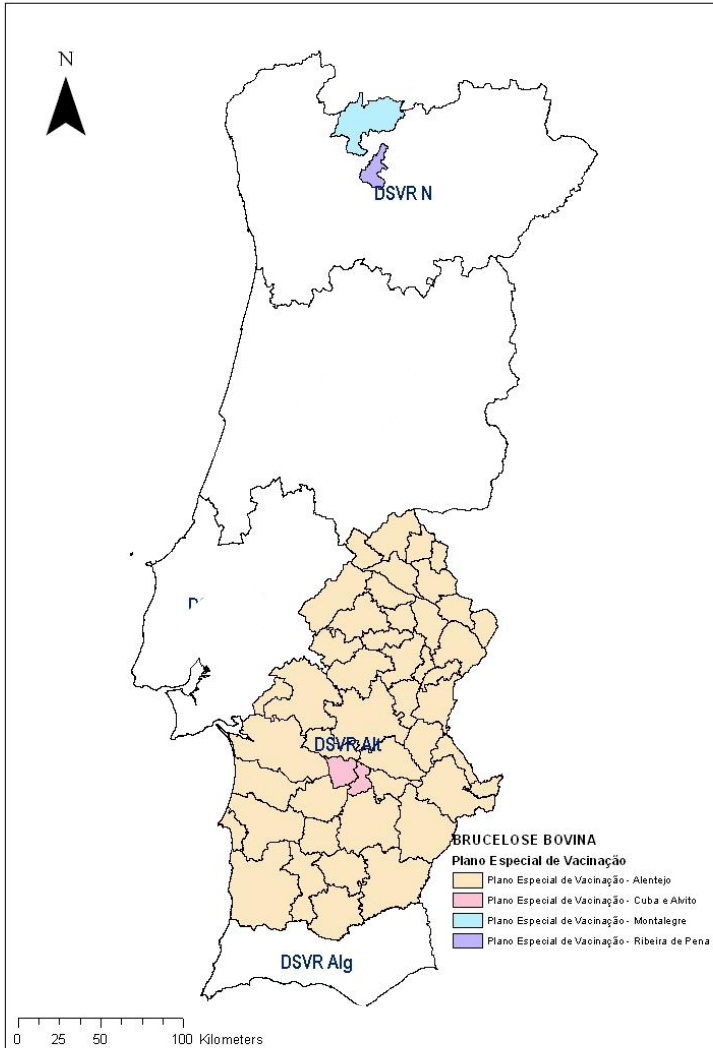 N
DSVR N
DSVR Alt
BRUCELOSE BOVINA
Plano Especial de Vacinação
Plano Especial de Vacinação - Alentejo
Plano Especial de Vacinação - Cuba e Alvito
Plano Especial de Vacinação - Montalegre
Plano Especial de Vacinação - Ribeira de Pena
DSVR Alg
0 25 50 100 Kilometers